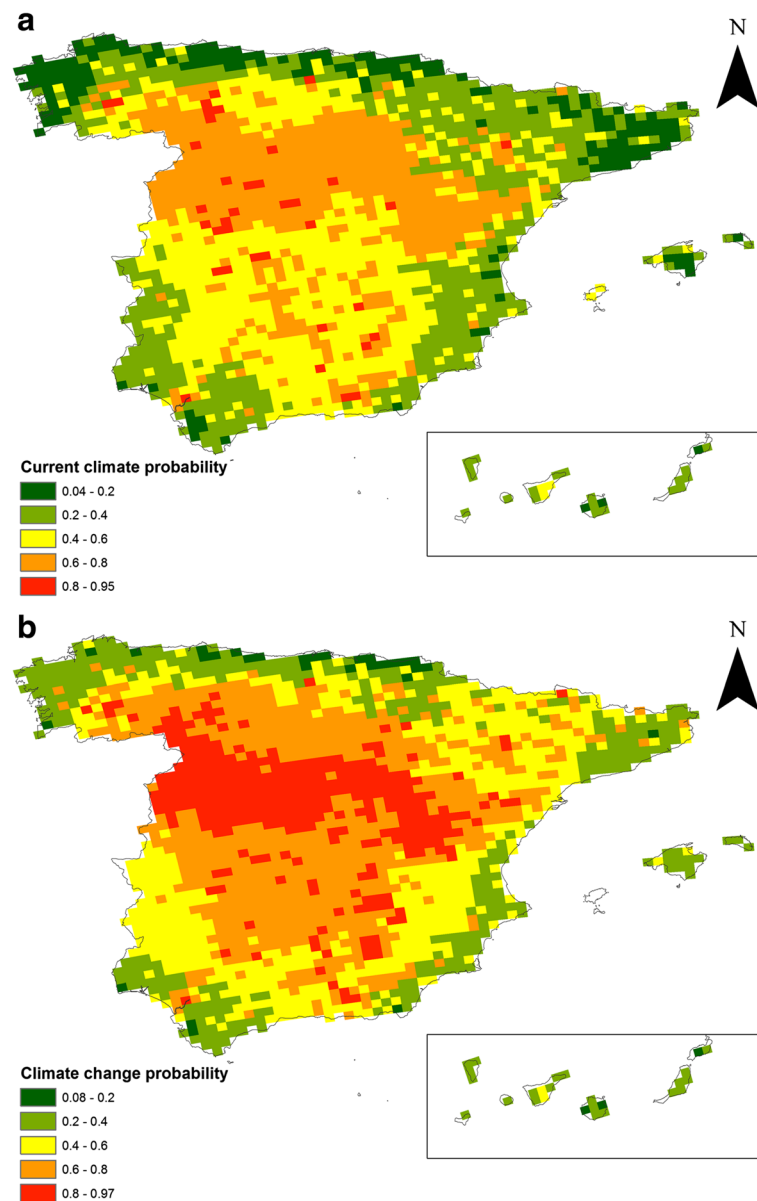 a
N
Current climate probability
0.04 - 0.2
0.2 - 0.4
0.4 - 0.6
0.6 - 0.8
0.8 - 0.95
b
N
Climate change probability
0.08 - 0.2
0.2 - 0.4
0.4 - 0.6
0.6 - 0.8
0.8 - 0.97